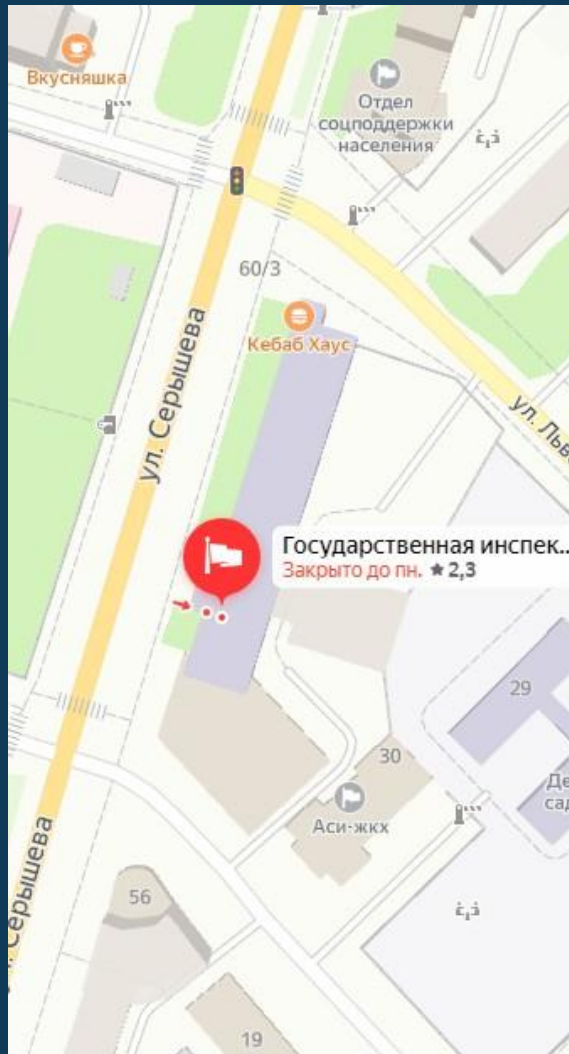 Вкусняшка
Отдел
соцподдержки
населения
60/3
Кебаб Хаус
ул. Серышева
ул. Льво
Государственная инспек...
Закрыто до пн. ★ 2,3
29
30
Де
сад
Аси-жкх
ул. Серышева
56
19